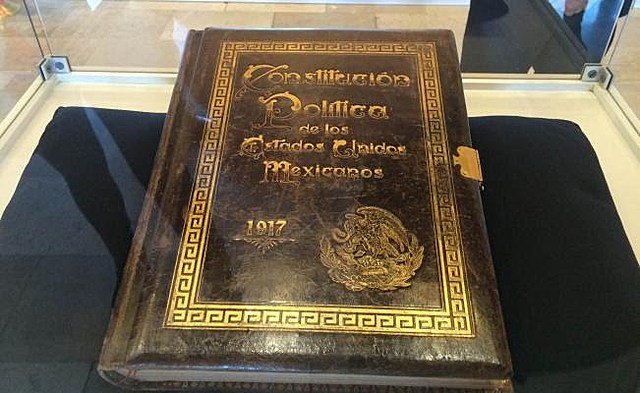 Constitución
Política
de los
Estados Unidos
Mexicanos
1917